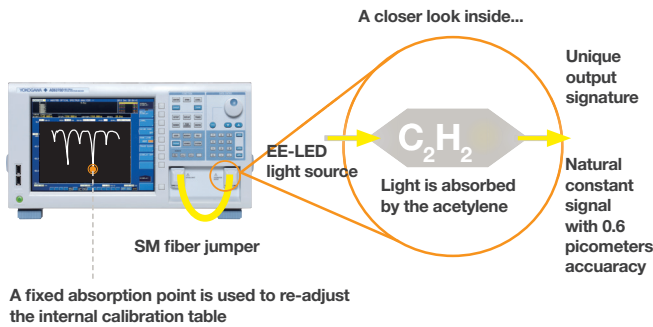 A closer look inside...
Unique
output
signature
YOKOGAWA
C2H2
EE-LED
light source
Light is absorbed
by the acetylene
Natural
constant
signal
with 0.6
picometers
accuaracy
SM fiber jumper
A fixed absorption point is used to re-adjust
the internal calibration table